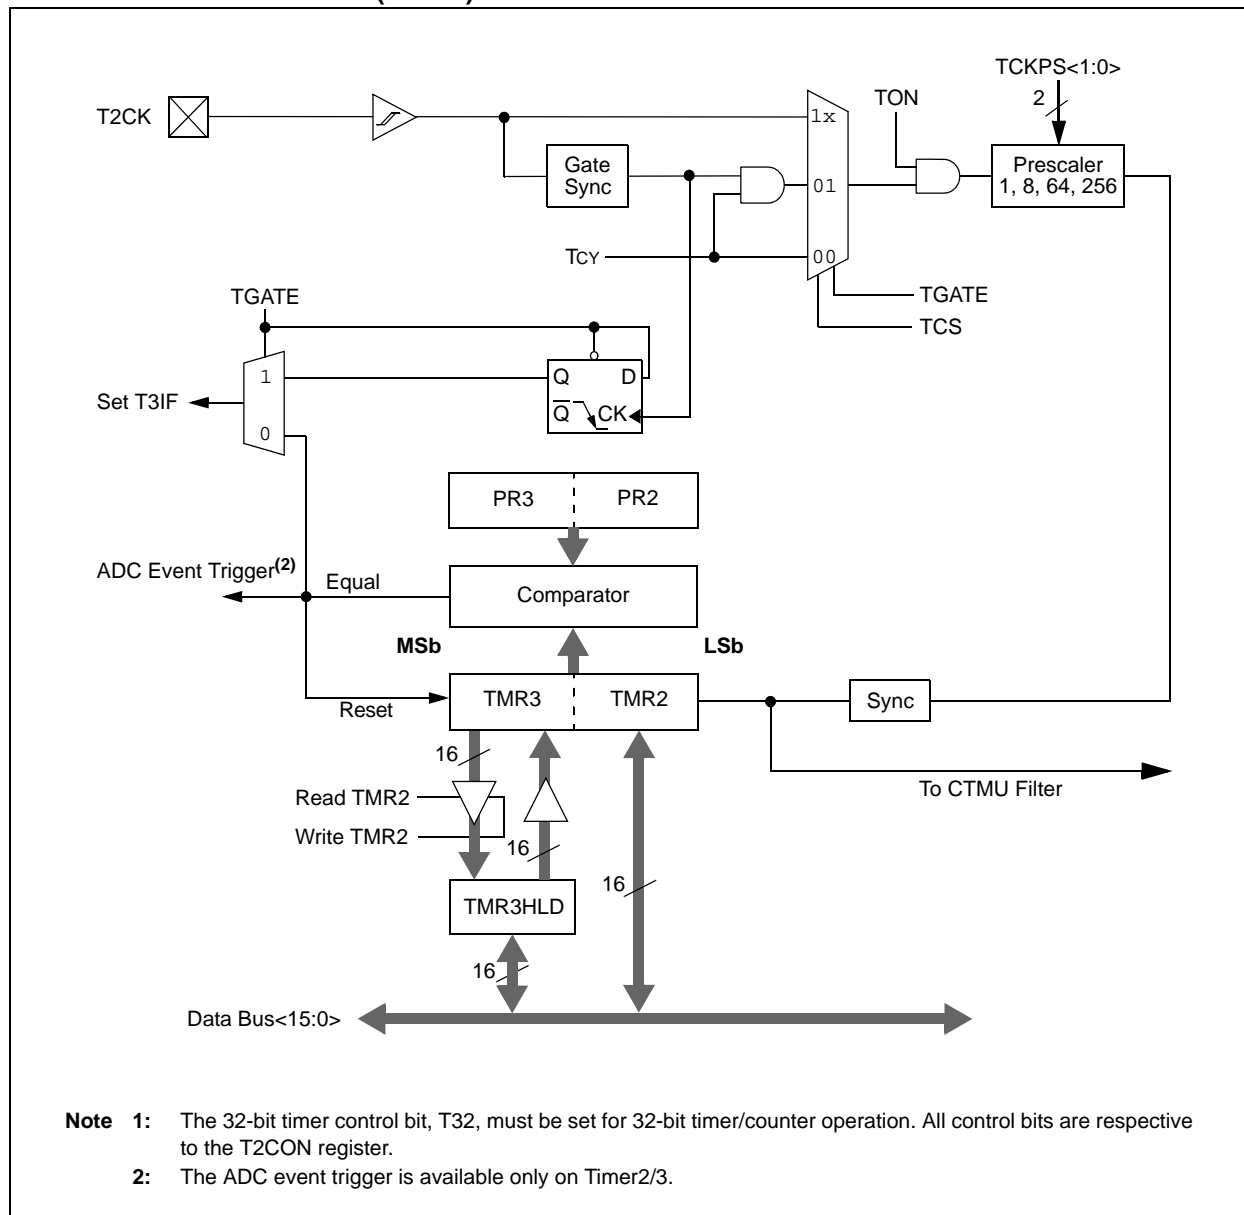 TCKPS<1:0>
2
TON
T2CK
1x
Gate
Sync
Prescaler
1, 8, 64, 256
01
TCY
00
TGATE
TGATE
TCS
1
Q D
Set T3IF
Q CK
0
PR3 PR2
ADC Event Trigger(2)
Equal
Comparator
MSb LSb
TMR3 TMR2
Sync
Reset
16
To CTMU Filter
Read TMR2
Write TMR2
16
16
TMR3HLD
16
Data Bus<15:0>
Note 1: The 32-bit timer control bit, T32, must be set for 32-bit timer/counter operation. All control bits are respective
to the T2CON register.
2: The ADC event trigger is available only on Timer2/3.